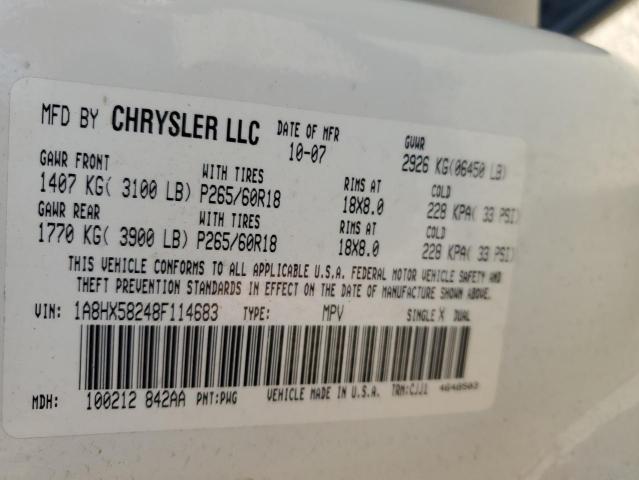 MFD BY CHRYSLER LLC DATE OF MFR 10-07 GVWR 2926 KG(06450 LB)
GAWR FRONT WITH TIRES RIMS AT COLD
1407 KG( 3100 LB) P265/60R18 18X8.0 228 KPA( 33 PSI)
GAWR REAR WITH TIRES RIMS AT COLD
1770 KG( 3900 LB) P265/60R18 18X8.0 228 KPA( 33 PSI)
THIS VEHICLE CONFORMS TO ALL APPLICABLE U.S.A. FEDERAL MOTOR VEHICLE SAFETY AND
THEFT PREVENTION STANDARDS IN EFFECT ON THE DATE OF MANUFACTURE SHOWN ABOVE.
VIN: 1A8HX58248F114683 TYPE: MPV SINGLE X DUAL
MDH: 100212 842AA PNT:PWG VEHICLE MADE IN U.S.A. TRM:CJJ1 4648503